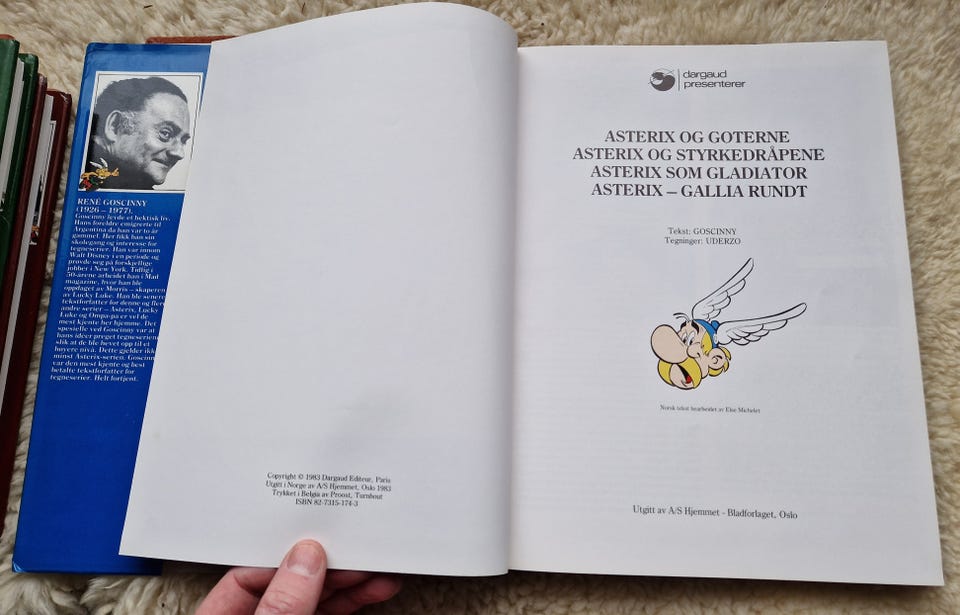 RENÉ GOSCINNY
(1926 – 1977).
Goscinny levde et hektisk liv.
Hans foreldre emigrerte til
Argentina da han var to år
gammel. Her fikk han sin
skolegang og interesse for
tegneserier. Han var innom
Walt Disney i en periode og
prøvde seg på forskjellige
jobber i New York. Tidlig i
50-årene arbeidet han i Mad
magazine, hvor han ble
oppdaget av Morris – skaperen
av Lucky Luke. Han ble senere
tekstforfatter for denne og flere
andre serier – Asterix, Lucky
Luke og Ompa-pa er vel de
mest kjente her hjemme. Det
spesielle ved Goscinny var at
hans ideer preget tegneseriene
slik at de ble hevet opp til et
høyere nivå. Dette gjelder ikk
minst Asterix-serien. Goscinn
var den mest kjente og best
betalte tekstforfatter for
tegneserier. Helt fortjent.
Copyright © 1983 Dargaud Editeur, Paris
Utgitt i Norge av A/S Hjemmet, Oslo 1983
Trykket i Belgia av Proost, Turnhout
ISBN 82-7315-174-3
dargaud
presenterer
ASTERIX OG GOTERNE
ASTERIX OG STYRKEDRÅPENE
ASTERIX SOM GLADIATOR
ASTERIX – GALLIA RUNDT
Tekst: GOSCINNY
Tegninger: UDERZO
Norsk tekst bearbeidet av Else Michelet
Utgitt av A/S Hjemmet - Bladforlaget, Oslo